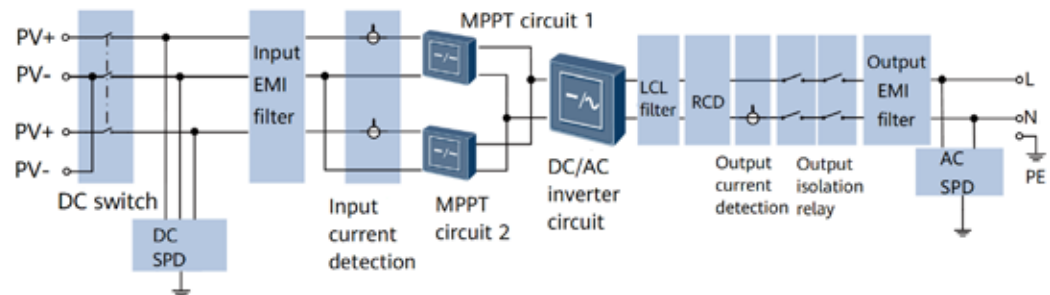 PV+
PV-
PV+
PV-
DC switch
DC
SPD
Input
EMI
filter
Input
current
detection
MPPT circuit 1
MPPT
circuit 2
DC/AC
inverter
circuit
LCL
filter
RCD
Output
current
detection
Output
isolation
relay
Output
EMI
filter
AC
SPD
L
N
PE